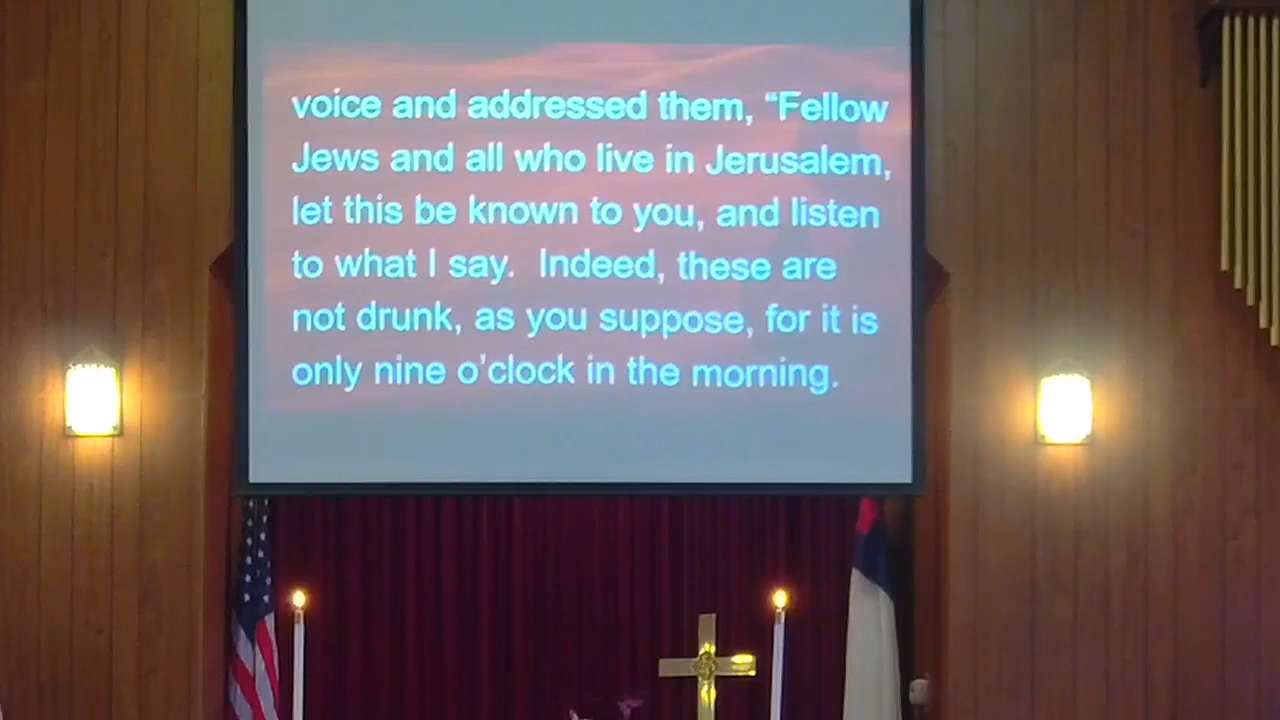 voice and addressed them, “Fellow
Jews and all who live in Jerusalem,
let this be known to you, and listen
to what I say.  Indeed, these are
not drunk, as you suppose, for it is
only nine o’clock in the morning.